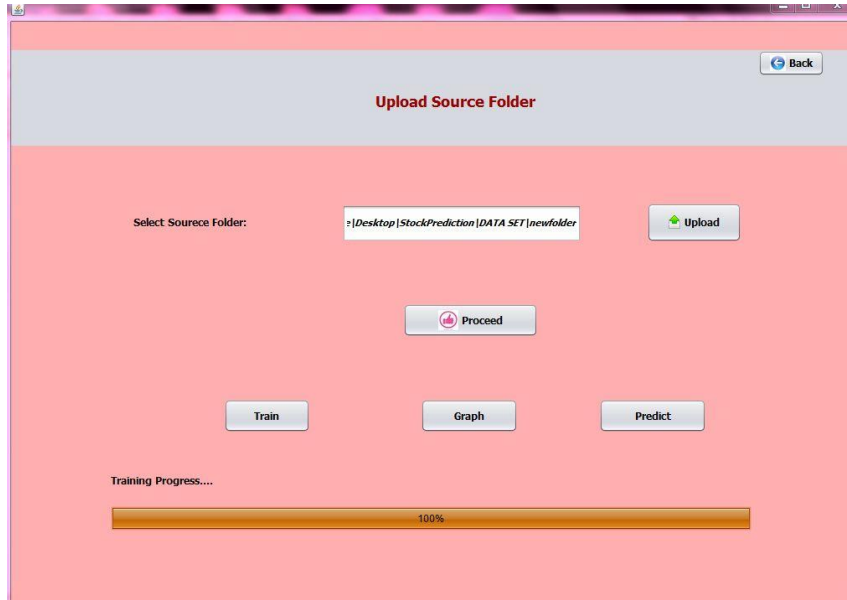 Back
Upload Source Folder
Select Sourece Folder:
e|Desktop|StockPrediction|DATA SET|newfolder
Upload
Proceed
Train
Graph
Predict
Training Progress....
100%